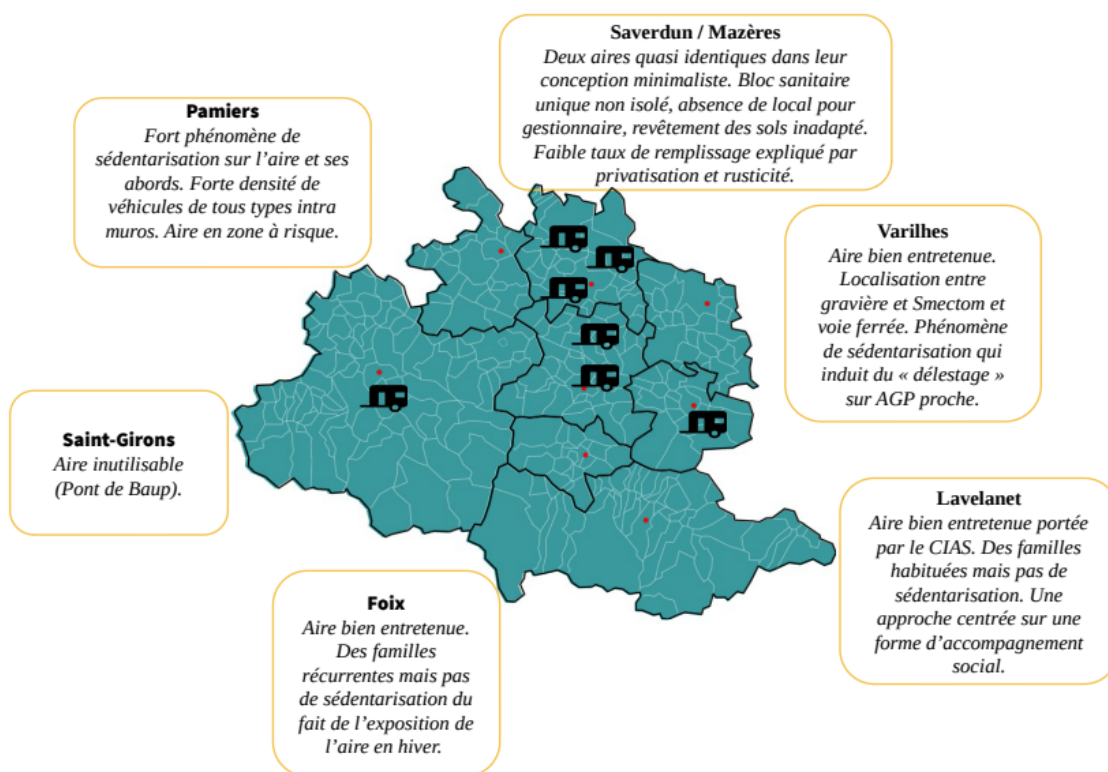 Saverdun / Mazères
Deux aires quasi identiques dans leur
conception minimaliste. Bloc sanitaire
unique non isolé, absence de local pour
gestionnaire, revêtement des sols inadapté.
Faible taux de remplissage expliqué par
privatisation et rusticité.
Pamiers
Fort phénomène de
sédentarisation sur l’aire et ses
abords. Forte densité de
véhicules de tous types intra
muros. Aire en zone à risque.
Varilhes
Aire bien entretenue.
Localisation entre
gravière et Smectom et
voie ferrée. Phénomène
de sédentarisation qui
induit du « délestage »
sur AGP proche.
Saint-Girons
Aire inutilisable
(Pont de Baup).
Lavelanet
Aire bien entretenue portée
par le CIAS. Des familles
habituées mais pas de
sédentarisation. Une
approche centrée sur une
forme d’accompagnement
social.
Foix
Aire bien entretenue.
Des familles
récurrentes mais pas
de sédentarisation du
fait de l’exposition de
l’aire en hiver.